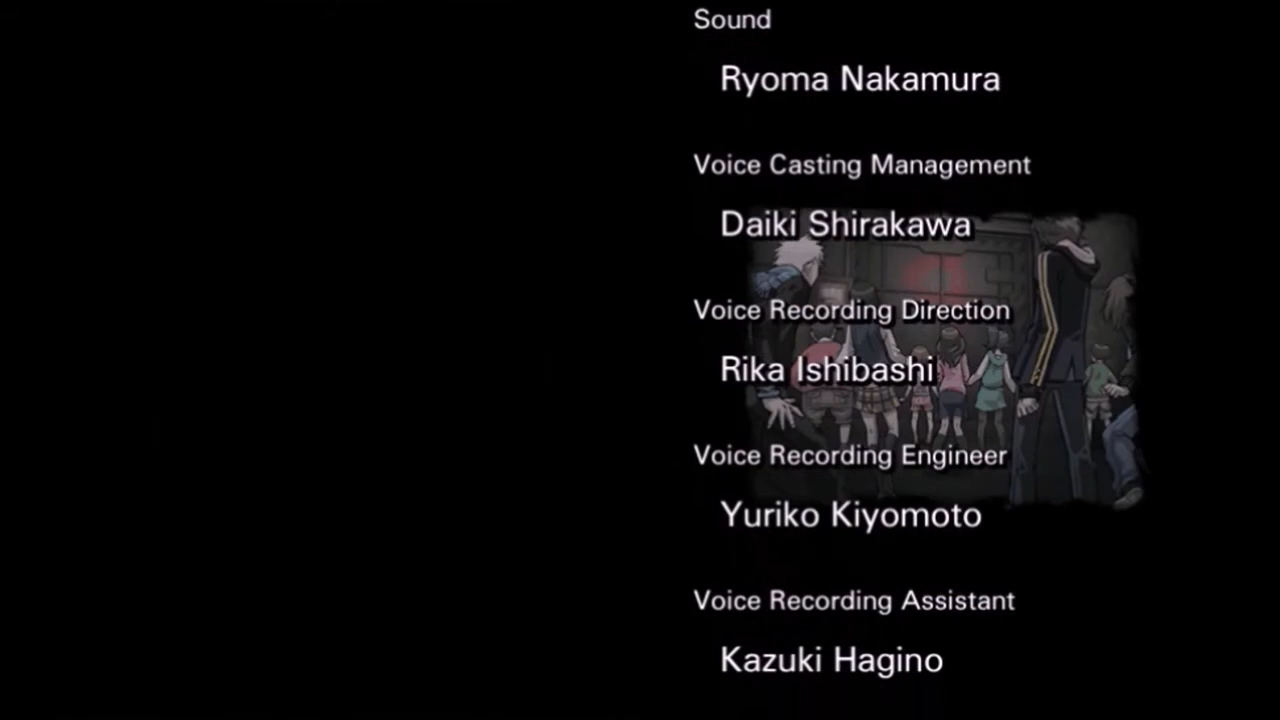 Sound
Ryoma Nakamura
Voice Casting Management
Daiki Shirakawa
Voice Recording Direction
Rika Ishibashi
Voice Recording Engineer
Yuriko Kiyomoto
Voice Recording Assistant
Kazuki Hagino